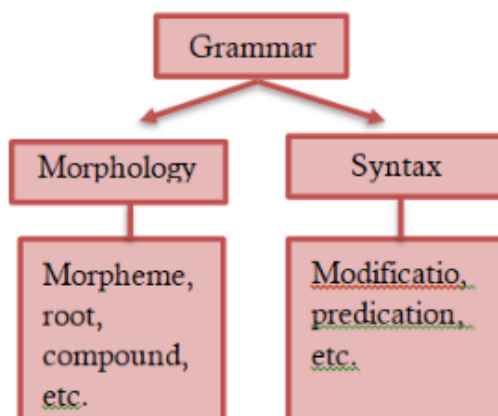 Grammar
Morphology
Syntax
Morpheme,
root,
compound,
etc.
Modificatio,
predication,
etc.